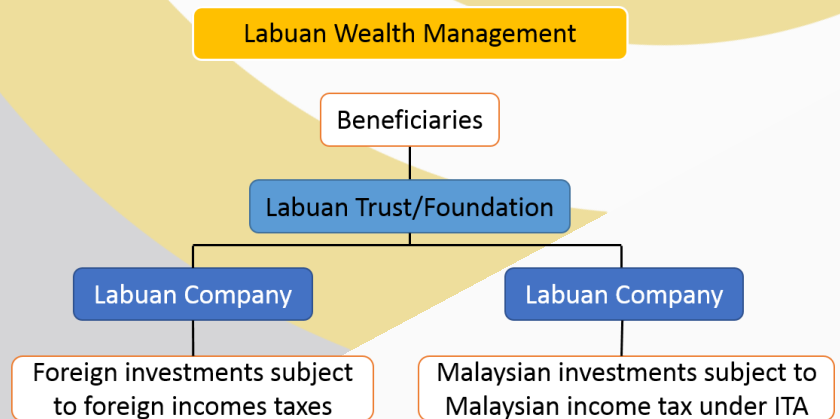 Labuan Wealth Management
Beneficiaries
Labuan Trust/Foundation
Labuan Company
Labuan Company
Foreign investments subject
to foreign incomes taxes
Malaysian investments subject to
Malaysian income tax under ITA